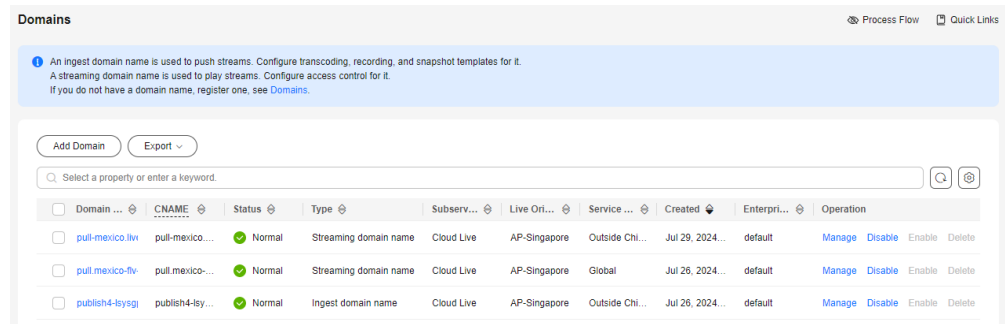 Domains
Process Flow
Quick Links
An ingest domain name is used to push streams. Configure transcoding, recording, and snapshot templates for it.
A streaming domain name is used to play streams. Configure access control for it.
If you do not have a domain name, register one, see Domains.
Add Domain
Export
Select a property or enter a keyword.
Domain ... CNAME Status Type Subserv... Live Ori... Service ... Created Enterpri... Operation
pull-mexico.live pull-mexico.... Normal Streaming domain name Cloud Live AP-Singapore Outside Chi... Jul 29, 2024... default Manage Disable Enable Delete
pull.mexico-flv- pull.mexico-... Normal Streaming domain name Cloud Live AP-Singapore Global Jul 26, 2024... default Manage Disable Enable Delete
publish4-lsysg publish4-lsy... Normal Ingest domain name Cloud Live AP-Singapore Outside Chi... Jul 26, 2024... default Manage Disable Enable Delete